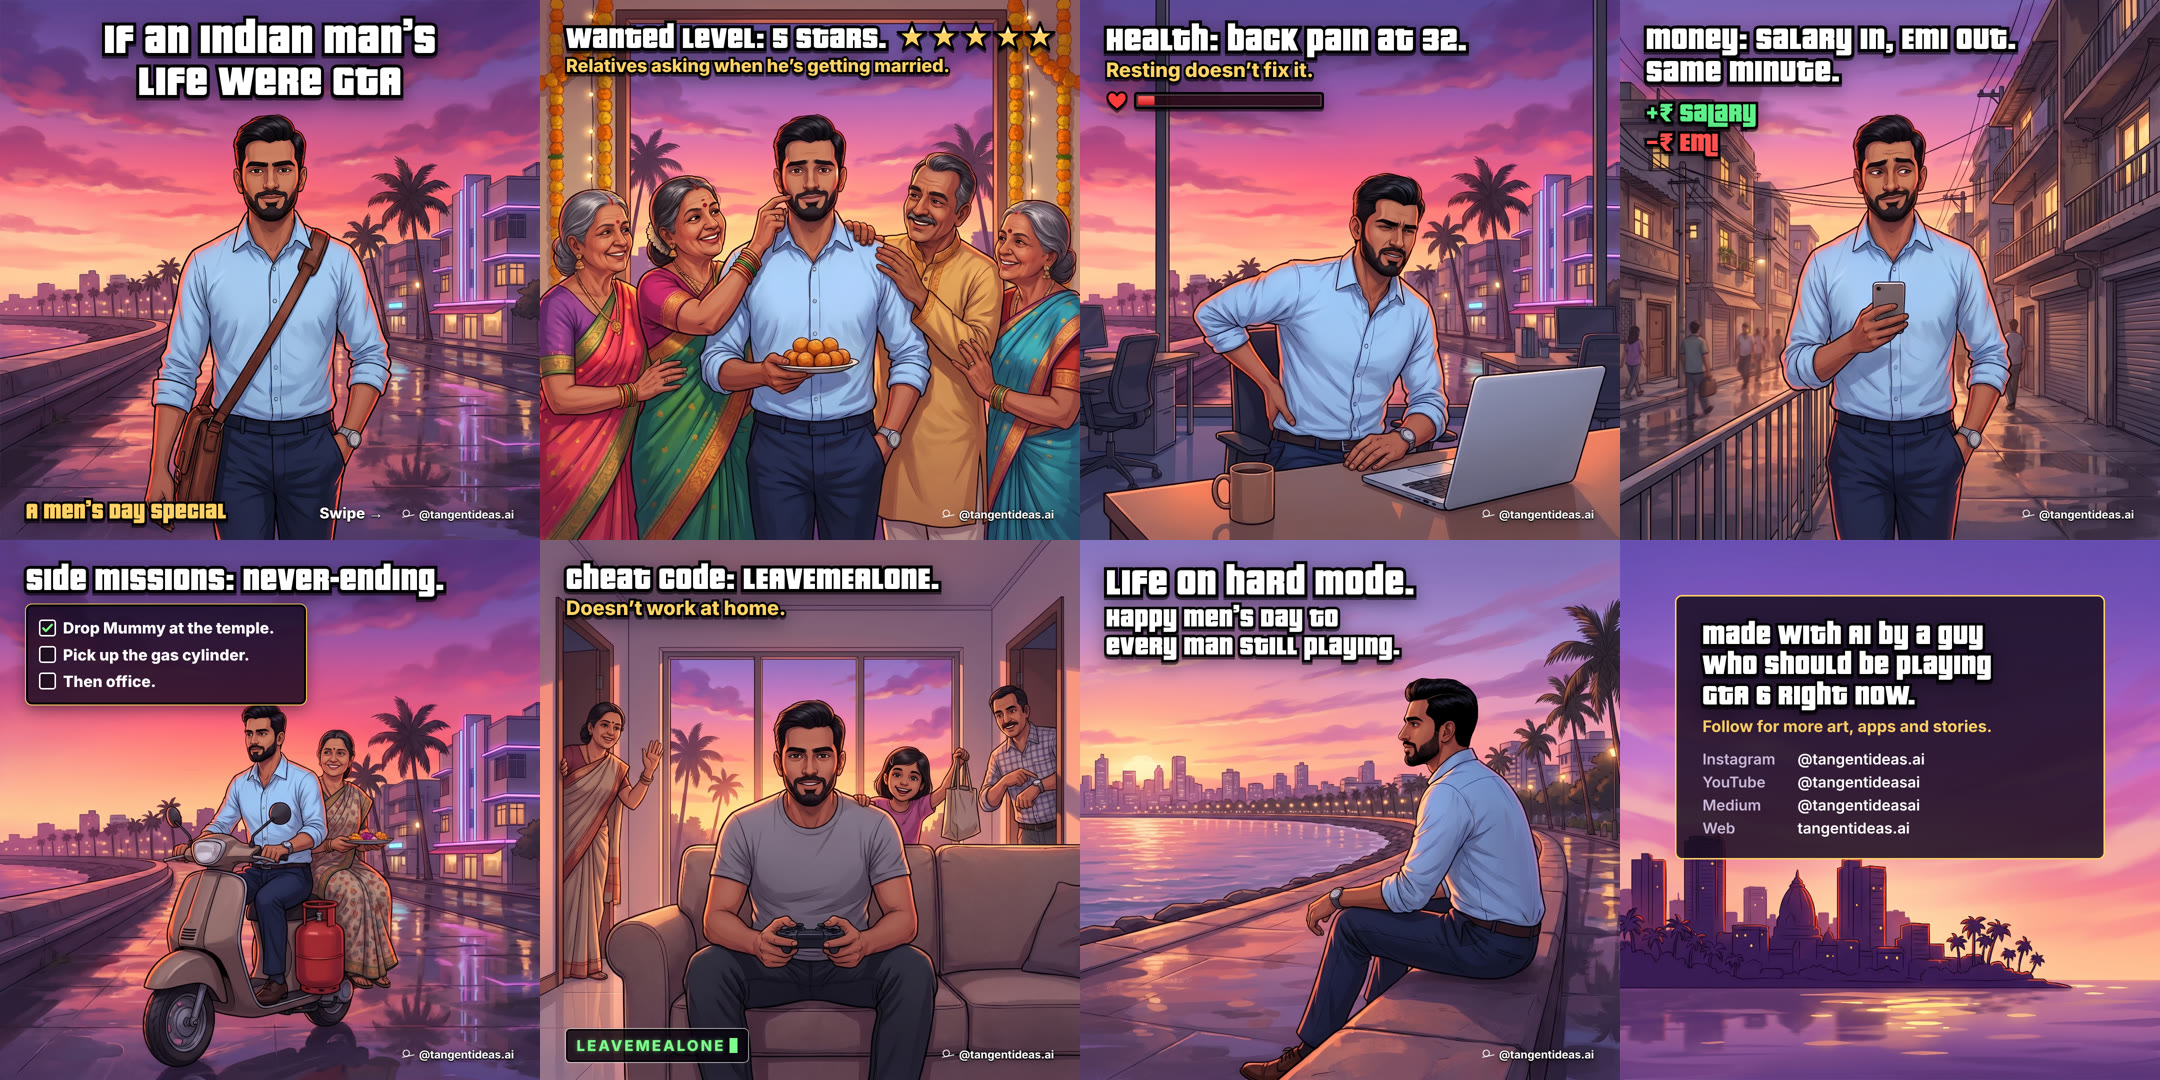 IF an Indian man's
LIFE WERE GTA
A men's Day Special
Swipe →
@tangentideas.ai
Wanted Level: 5 Stars. ★★★★★
Relatives asking when he's getting married.
@tangentideas.ai
Health: back pain at 32.
Resting doesn't fix it.
@tangentideas.ai
Money: Salary in, EMI out.
Same minute.
+₹ Salary
−₹ EMI
@tangentideas.ai
Side missions: never-ending.
Drop Mummy at the temple.
Pick up the gas cylinder.
Then office.
@tangentideas.ai
Cheat code: LEAVEMEALONE.
Doesn't work at home.
LEAVEMEALONE
@tangentideas.ai
Life on hard mode.
Happy men's Day to
every man still playing.
@tangentideas.ai
Made with AI by a guy
who should be playing
GTA 6 Right now.
Follow for more art, apps and stories.
Instagram @tangentideas.ai
YouTube @tangentideasai
Medium @tangentideasai
Web tangentideas.ai